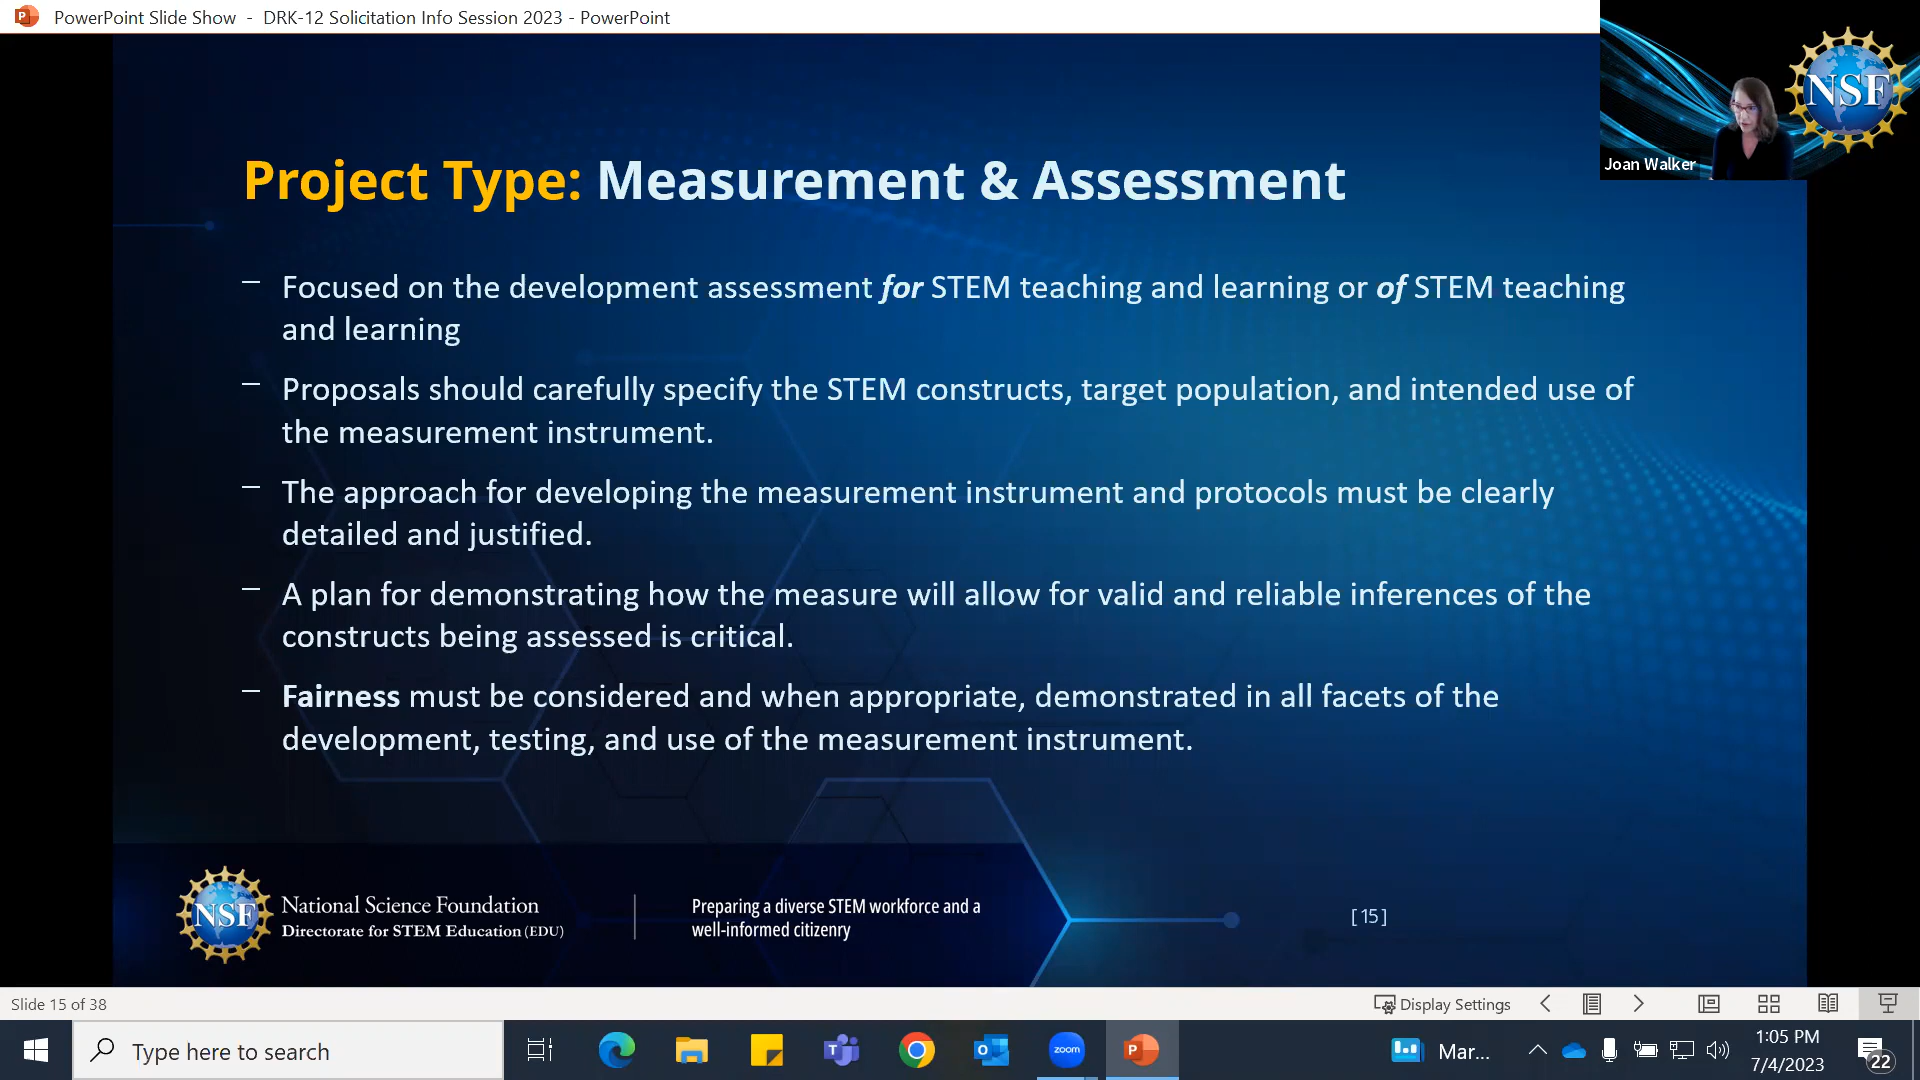 PowerPoint Slide Show - DRK-12 Solicitation Info Session 2023 - PowerPoint
NSF
Joan Walker
Project Type: Measurement & Assessment
– Focused on the development assessment for STEM teaching and learning or of STEM teaching
and learning
– Proposals should carefully specify the STEM constructs, target population, and intended use of
the measurement instrument.
– The approach for developing the measurement instrument and protocols must be clearly
detailed and justified.
– A plan for demonstrating how the measure will allow for valid and reliable inferences of the
constructs being assessed is critical.
– Fairness must be considered and when appropriate, demonstrated in all facets of the
development, testing, and use of the measurement instrument.
NSF
National Science Foundation
Directorate for STEM Education (EDU)
Preparing a diverse STEM workforce and a
well-informed citizenry
[15]
Slide 15 of 38
Display Settings
Type here to search
zoom
Mar...
1:05 PM
7/4/2023
22